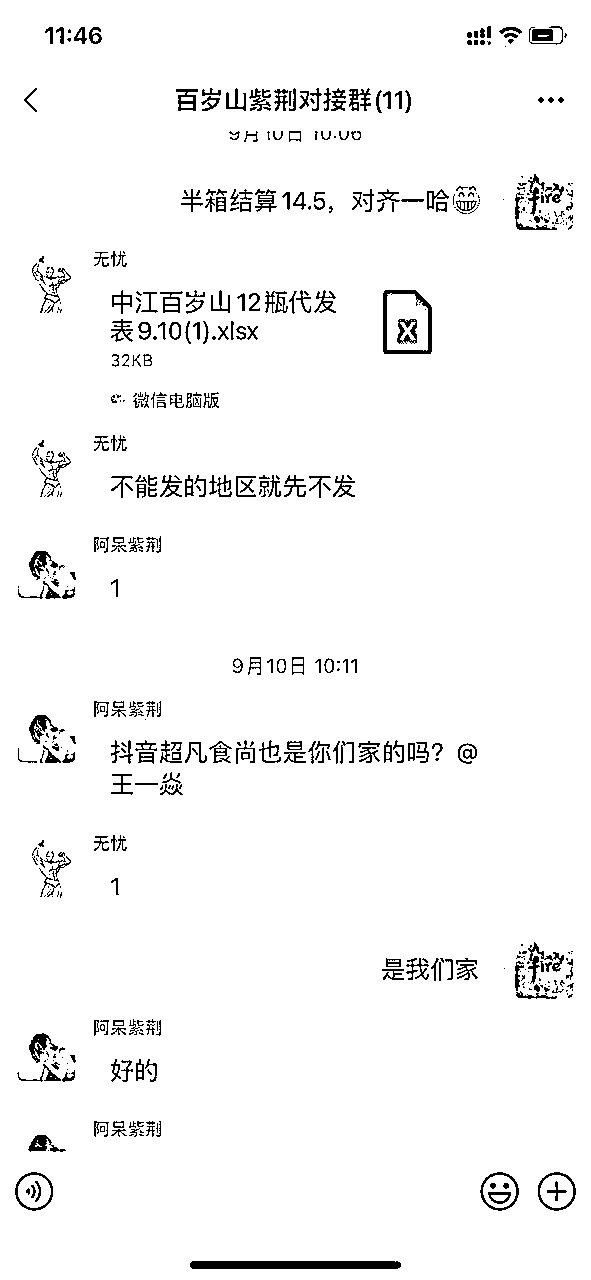 11:46
百岁山紫荆对接群(11)
9月10日 10:06
半箱结算14.5，对齐一哈😁
无忧
中江百岁山12瓶代发
表9.10(1).xlsx
32KB
微信电脑版
无忧
不能发的地区就先不发
阿呆紫荆
1
9月10日 10:11
阿呆紫荆
抖音超凡食尚也是你们家的吗？@
王一焱
无忧
1
是我们家
阿呆紫荆
好的
阿呆紫荆